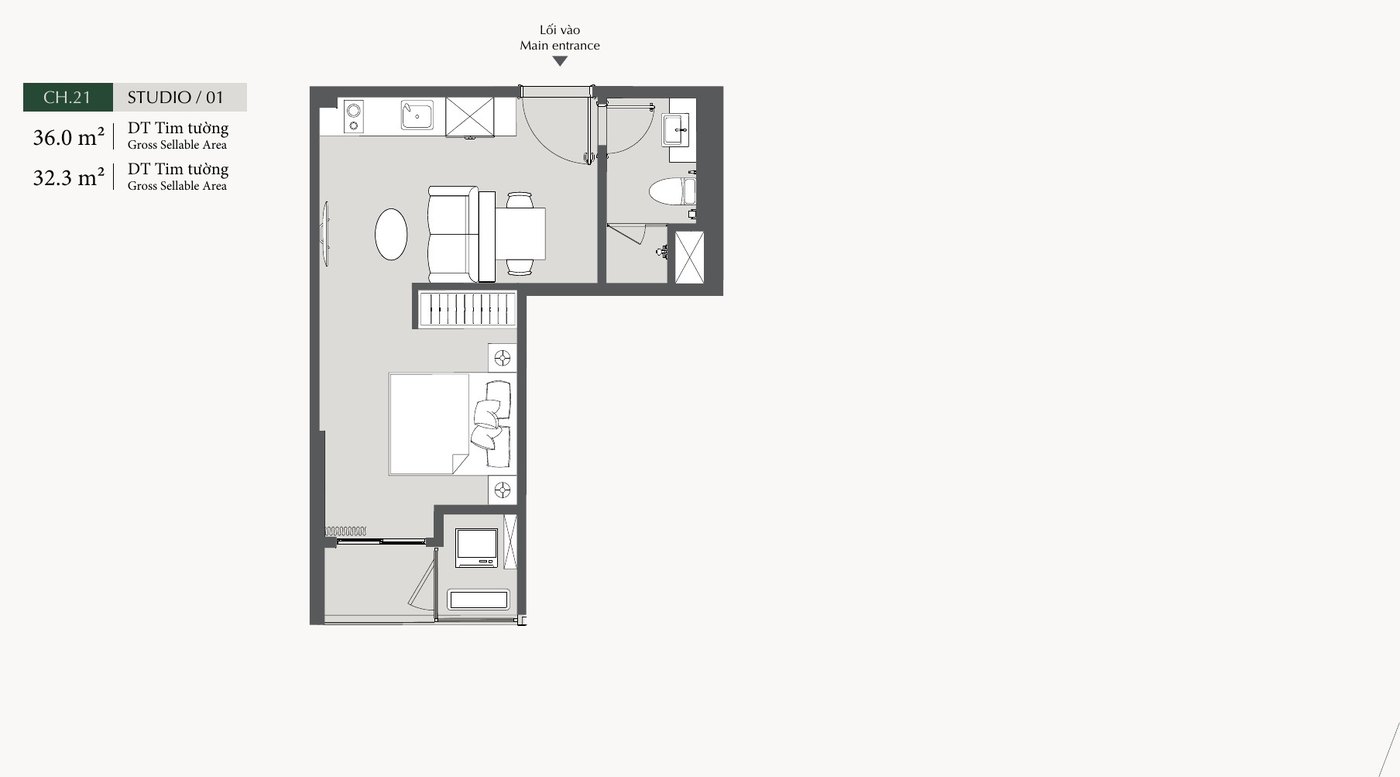 Lối vào
Main entrance
CH.21 STUDIO / 01
36.0 m² DT Tim tường
Gross Sellable Area
32.3 m² DT Tim tường
Gross Sellable Area